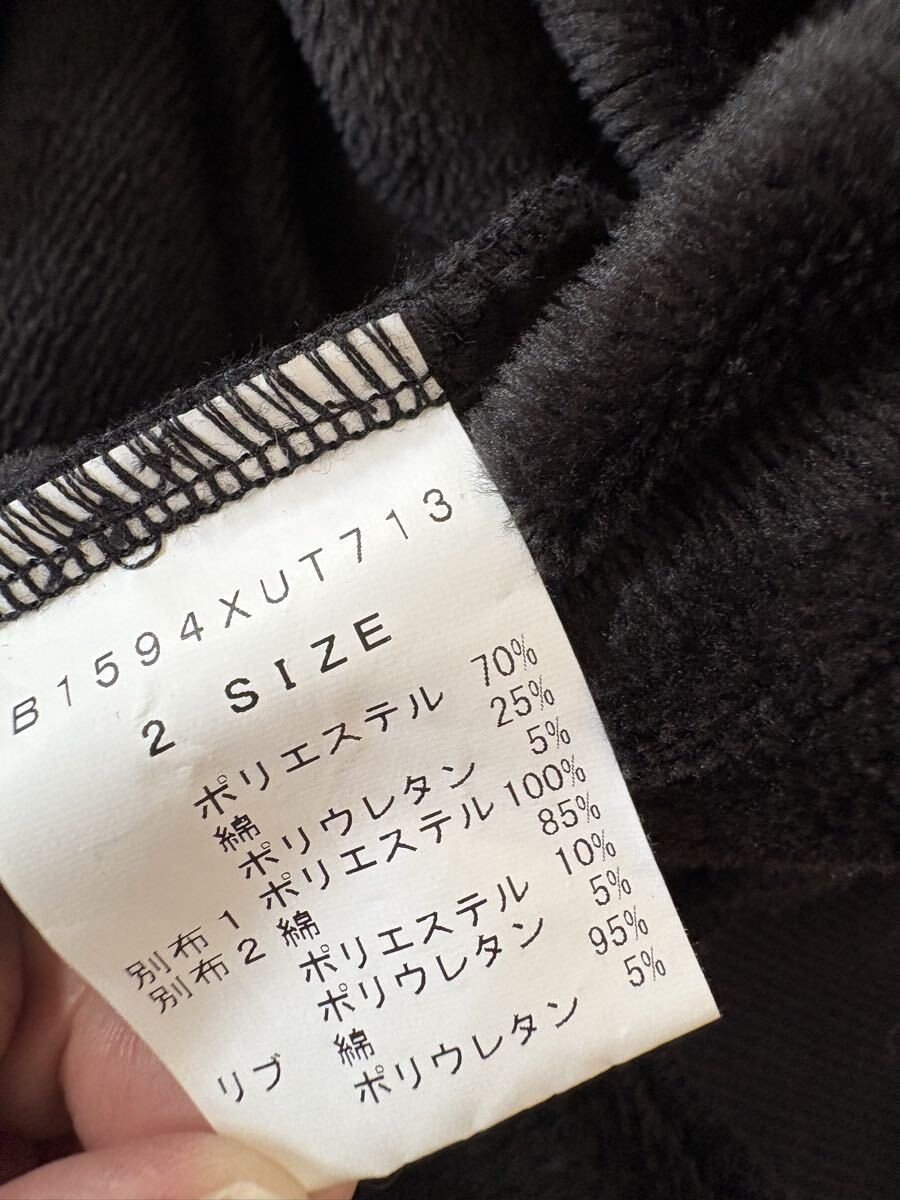 B1594XUT713
2 SIZE
ポリエステル 70%
綿 25%
ポリウレタン 5%
別布1 ポリエステル 100%
別布2 綿 85%
ポリエステル 10%
ポリウレタン 5%
リブ 綿 95%
ポリウレタン 5%